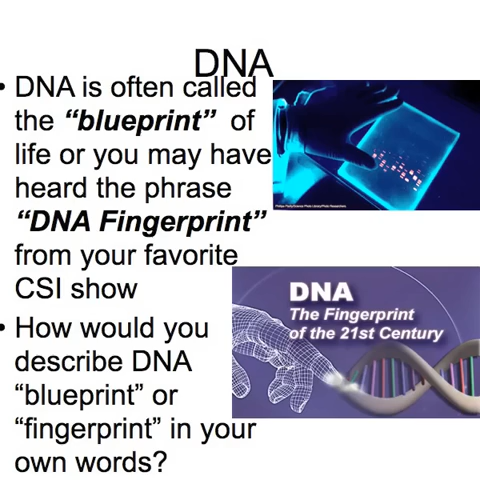 DNA
• DNA is often called
the “blueprint” of
life or you may have
heard the phrase
“DNA Fingerprint”
from your favorite
CSI show
• How would you
describe DNA
“blueprint” or
“fingerprint” in your
own words?
DNA
The Fingerprint
of the 21st Century